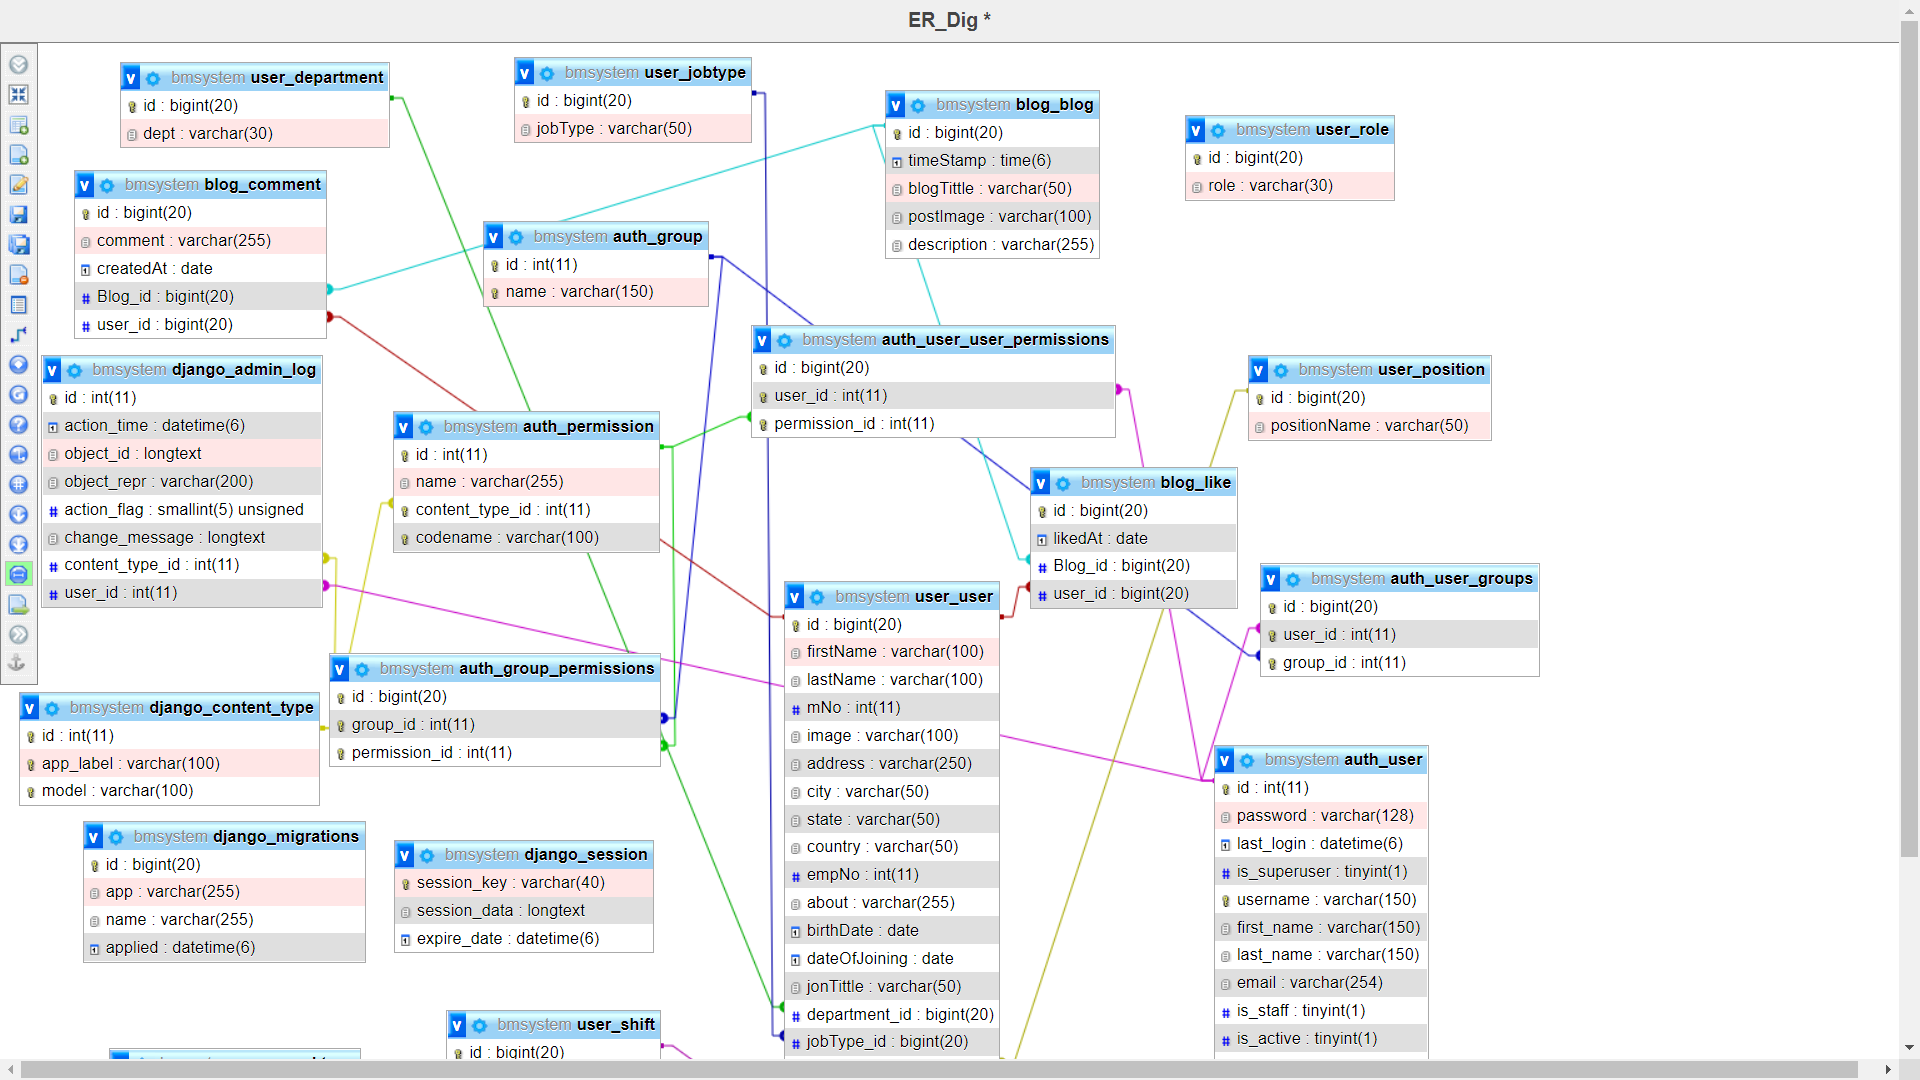 ER_Dig *
v bmsystem user_department
id : bigint(20)
dept : varchar(30)
v bmsystem user_jobtype
id : bigint(20)
jobType : varchar(50)
v bmsystem blog_blog
id : bigint(20)
timeStamp : time(6)
blogTittle : varchar(50)
postImage : varchar(100)
description : varchar(255)
v bmsystem user_role
id : bigint(20)
role : varchar(30)
v bmsystem blog_comment
id : bigint(20)
comment : varchar(255)
createdAt : date
Blog_id : bigint(20)
user_id : bigint(20)
v bmsystem auth_group
id : int(11)
name : varchar(150)
v bmsystem auth_user_user_permissions
id : bigint(20)
user_id : int(11)
permission_id : int(11)
v bmsystem django_admin_log
id : int(11)
action_time : datetime(6)
object_id : longtext
object_repr : varchar(200)
action_flag : smallint(5) unsigned
change_message : longtext
content_type_id : int(11)
user_id : int(11)
v bmsystem user_position
id : bigint(20)
positionName : varchar(50)
v bmsystem auth_permission
id : int(11)
name : varchar(255)
content_type_id : int(11)
codename : varchar(100)
v bmsystem blog_like
id : bigint(20)
likedAt : date
Blog_id : bigint(20)
user_id : bigint(20)
v bmsystem auth_user_groups
id : bigint(20)
user_id : int(11)
group_id : int(11)
v bmsystem user_user
id : bigint(20)
firstName : varchar(100)
lastName : varchar(100)
mNo : int(11)
image : varchar(100)
address : varchar(250)
city : varchar(50)
state : varchar(50)
country : varchar(50)
empNo : int(11)
about : varchar(255)
birthDate : date
dateOfJoining : date
jonTittle : varchar(50)
department_id : bigint(20)
jobType_id : bigint(20)
v bmsystem auth_group_permissions
id : bigint(20)
group_id : int(11)
permission_id : int(11)
v bmsystem django_content_type
id : int(11)
app_label : varchar(100)
model : varchar(100)
v bmsystem auth_user
id : int(11)
password : varchar(128)
last_login : datetime(6)
is_superuser : tinyint(1)
username : varchar(150)
first_name : varchar(150)
last_name : varchar(150)
email : varchar(254)
is_staff : tinyint(1)
is_active : tinyint(1)
v bmsystem django_migrations
id : bigint(20)
app : varchar(255)
name : varchar(255)
applied : datetime(6)
v bmsystem django_session
session_key : varchar(40)
session_data : longtext
expire_date : datetime(6)
v bmsystem user_shift
id : bigint(20)